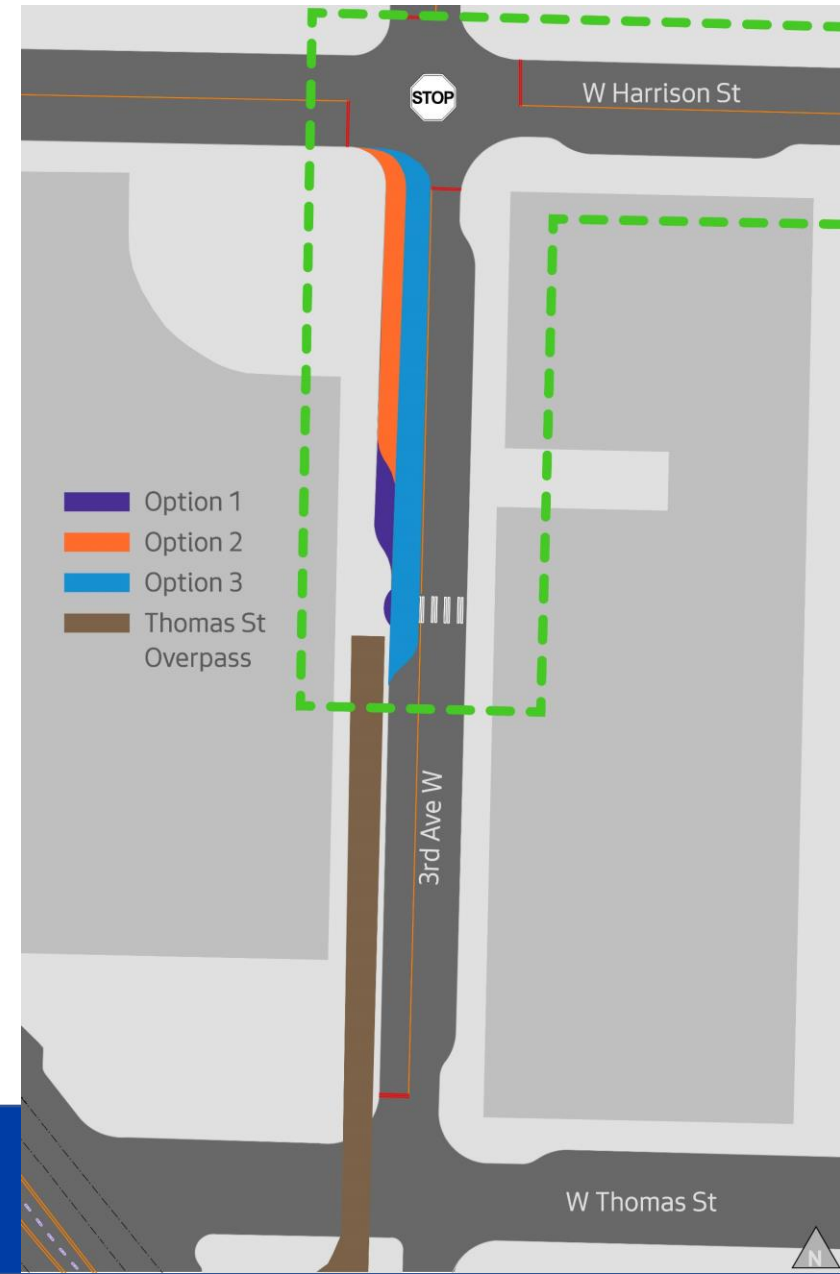 STOP
W Harrison St
Option 1
Option 2
Option 3
Thomas St
Overpass
3rd Ave W
W Thomas St
N